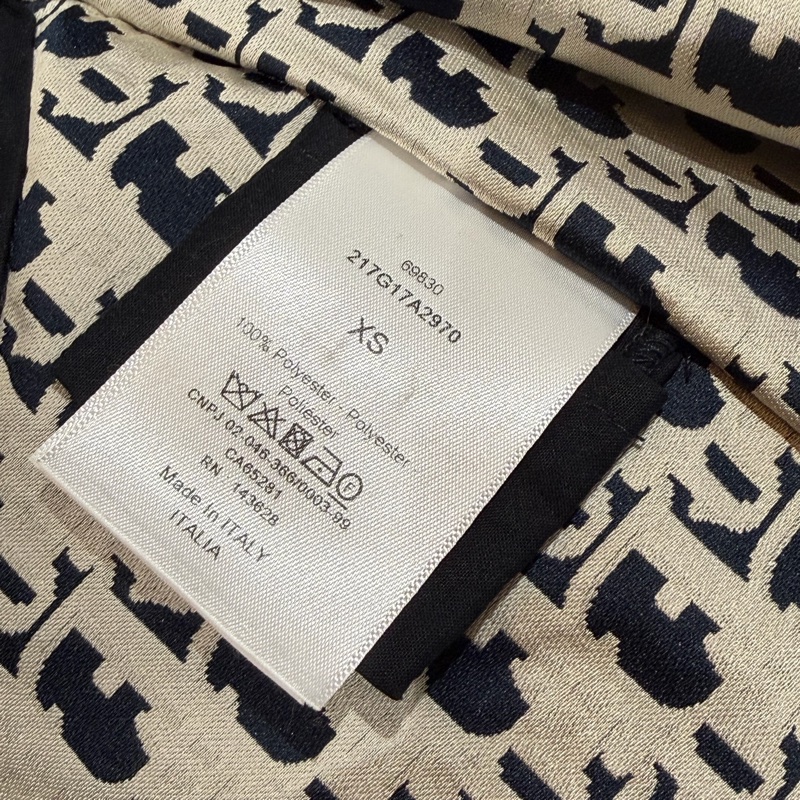 69830
217G17A2970
XS
100% Polyester - Polyester -
Poliéster
CNPJ 02.046.366/0003-99
CA65281
RN 143628
Made In ITALY
ITALIA